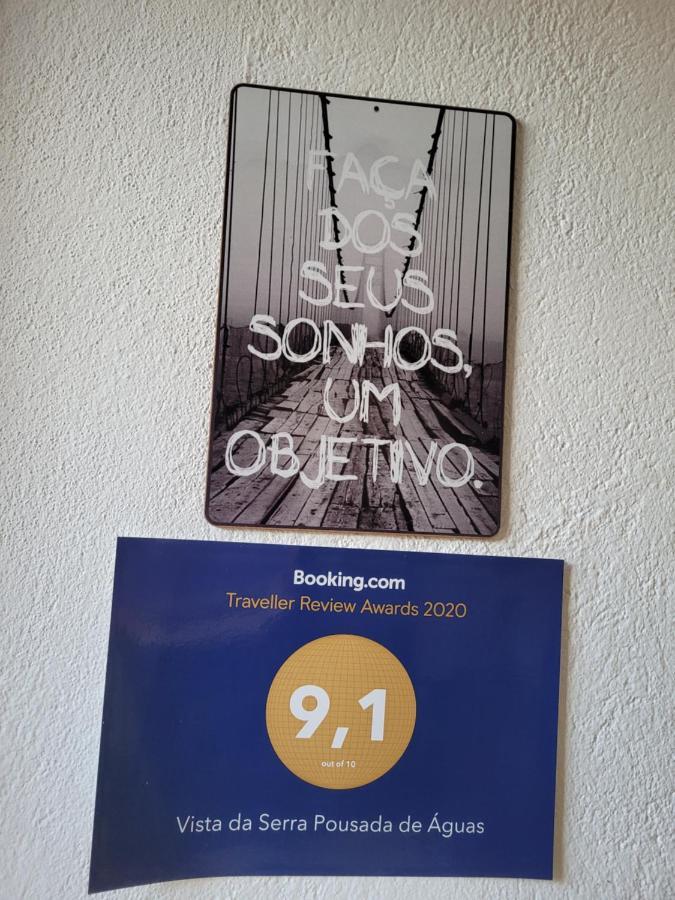 FAÇA
DOS
SEUS
SONHOS,
UM
OBJETIVO.
Booking.com
Traveller Review Awards 2020
9,1
out of 10
Vista da Serra Pousada de Águas